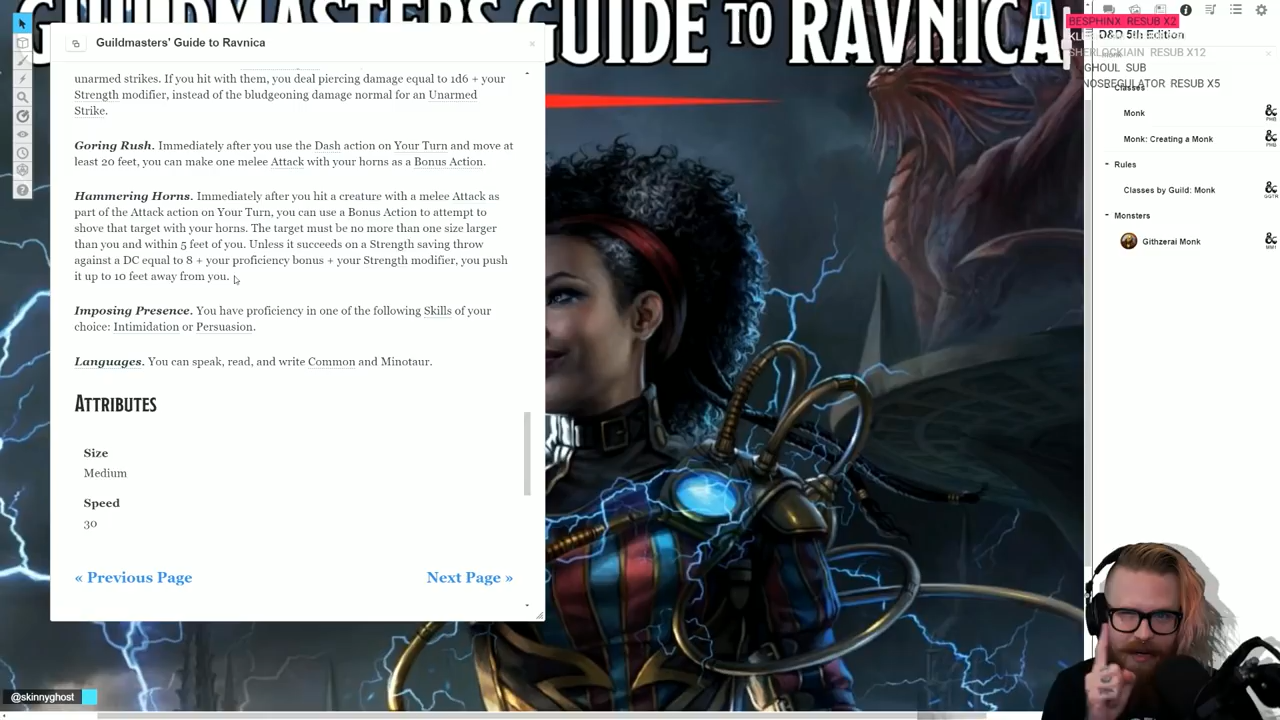 GUILDMASTERS' GUIDE TO RAVNICA
Guildmasters' Guide to Ravnica
unarmed strikes. If you hit with them, you deal piercing damage equal to 1d6 + your
Strength modifier, instead of the bludgeoning damage normal for an Unarmed
Strike.
Goring Rush. Immediately after you use the Dash action on Your Turn and move at
least 20 feet, you can make one melee Attack with your horns as a Bonus Action.
Hammering Horns. Immediately after you hit a creature with a melee Attack as
part of the Attack action on Your Turn, you can use a Bonus Action to attempt to
shove that target with your horns. The target must be no more than one size larger
than you and within 5 feet of you. Unless it succeeds on a Strength saving throw
against a DC equal to 8 + your proficiency bonus + your Strength modifier, you push
it up to 10 feet away from you.
Imposing Presence. You have proficiency in one of the following Skills of your
choice: Intimidation or Persuasion.
Languages. You can speak, read, and write Common and Minotaur.
ATTRIBUTES
Size
Medium
Speed
30
« Previous Page
Next Page »
@skinnyghost
BESPHINX RESUB X2
D&D 5th Edition
SHERLOCKIAIN RESUB X12
GHOUL SUB
NOSREGULATOR RESUB X5
Classes
Monk
PHB
Monk: Creating a Monk
PHB
Rules
Classes by Guild: Monk
GGTR
Monsters
Githzerai Monk
MM